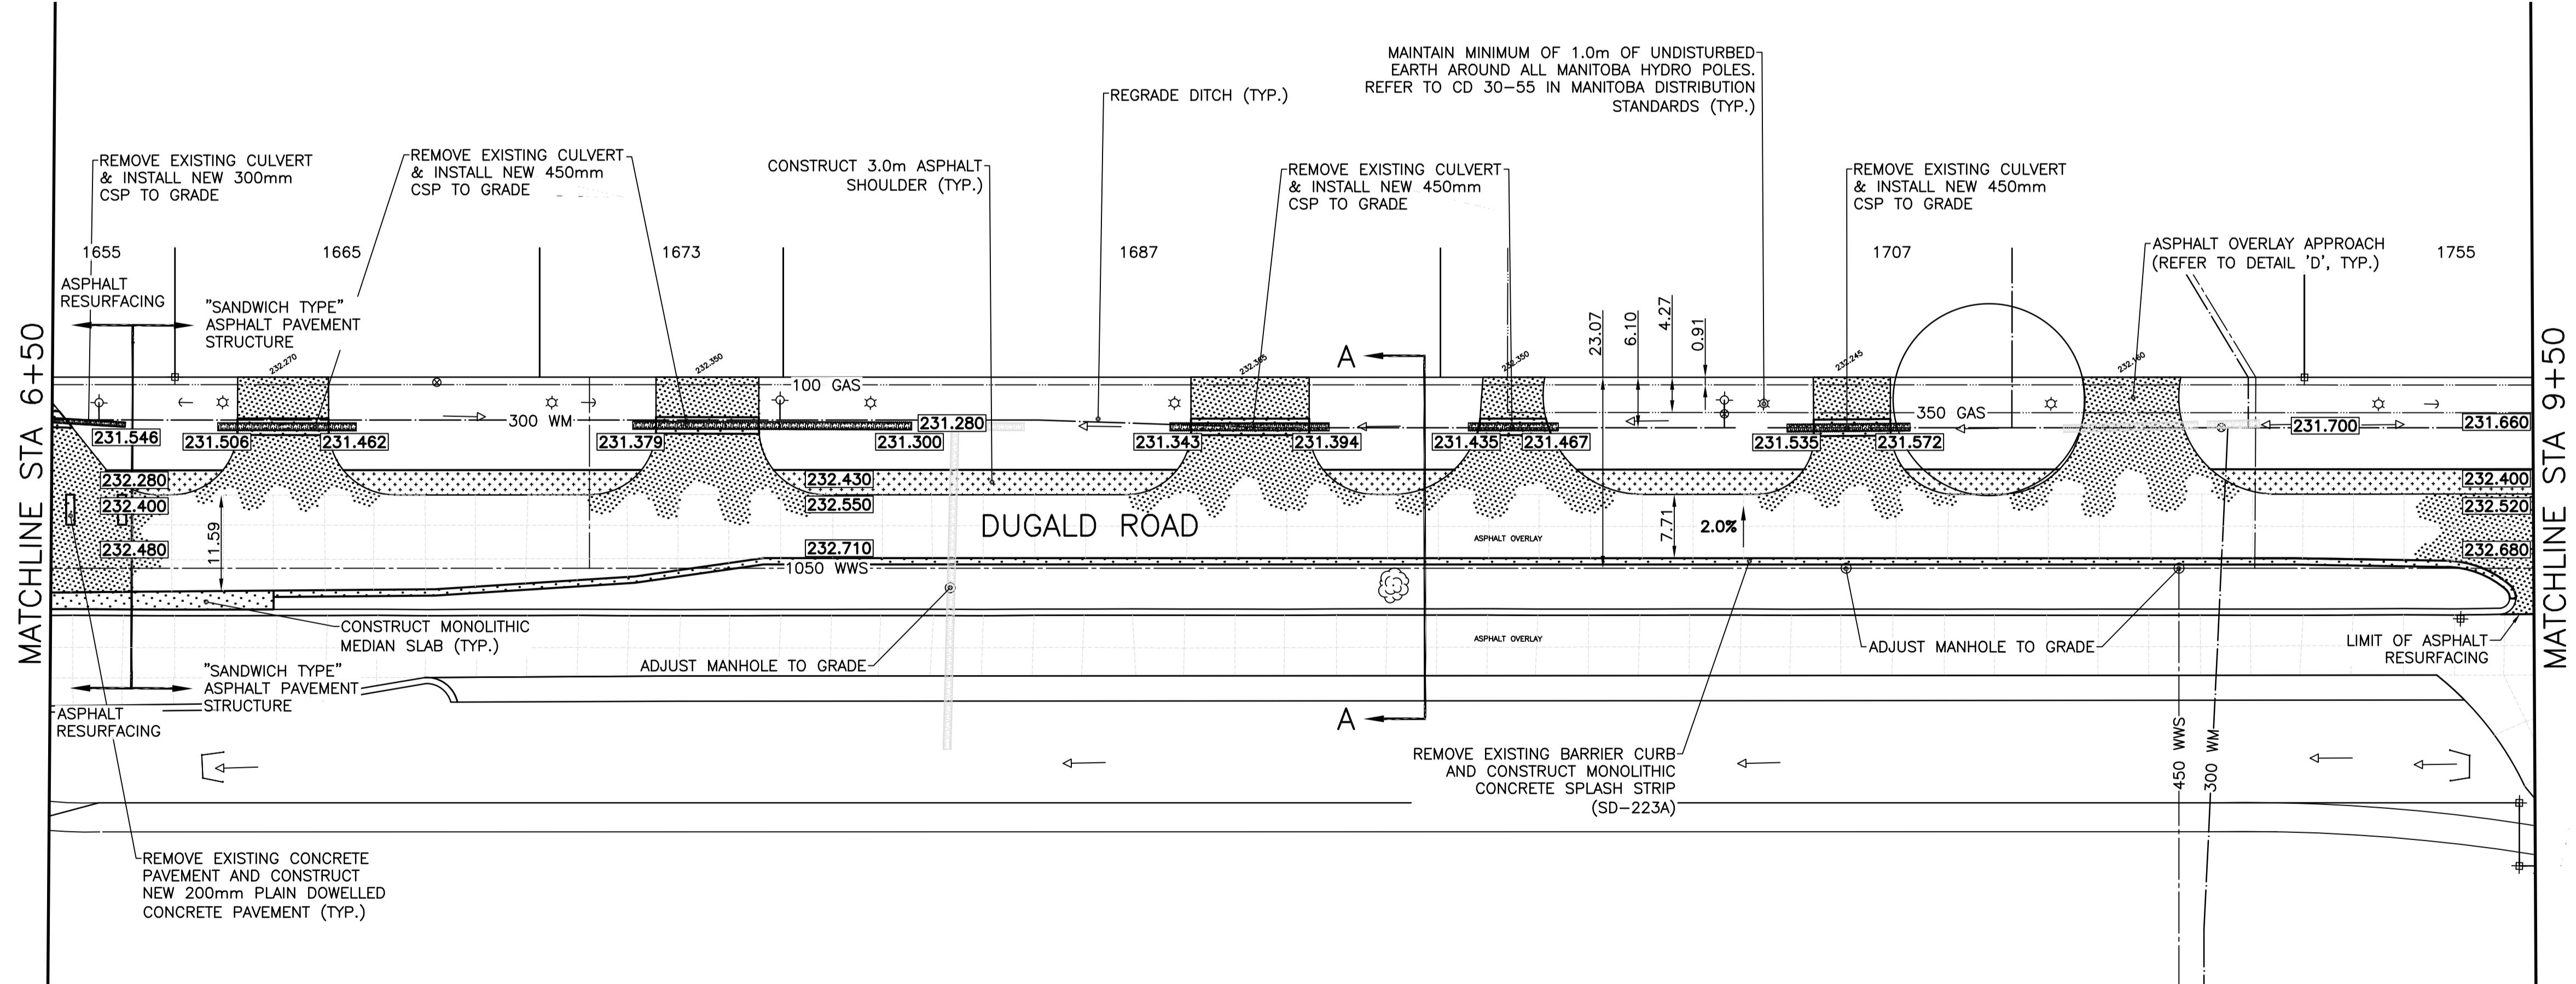 MAINTAIN MINIMUM OF 1.0m OF UNDISTURBED
EARTH AROUND ALL MANITOBA HYDRO POLES.
REFER TO CD 30-55 IN MANITOBA DISTRIBUTION
STANDARDS (TYP.)
REGRADE DITCH (TYP.)
REMOVE EXISTING CULVERT
& INSTALL NEW 300mm
CSP TO GRADE
REMOVE EXISTING CULVERT
& INSTALL NEW 450mm
CSP TO GRADE
CONSTRUCT 3.0m ASPHALT
SHOULDER (TYP.)
REMOVE EXISTING CULVERT
& INSTALL NEW 450mm
CSP TO GRADE
REMOVE EXISTING CULVERT
& INSTALL NEW 450mm
CSP TO GRADE
ASPHALT OVERLAY APPROACH
(REFER TO DETAIL 'D', TYP.)
1655
1665
1673
1687
1707
1755
ASPHALT
RESURFACING
"SANDWICH TYPE"
ASPHALT PAVEMENT
STRUCTURE
23.07
6.10
4.27
0.91
232.270
232.350
232.350
232.245
232.160
A
MATCHLINE STA 6+50
MATCHLINE STA 9+50
100 GAS
300 WM
350 GAS
231.546
231.506
231.462
231.379
231.300
231.280
231.343
231.394
231.435
231.467
231.535
231.572
231.700
231.660
232.280
232.400
232.480
232.430
232.550
232.710
232.400
232.520
232.680
11.59
DUGALD ROAD
ASPHALT OVERLAY
7.71
2.0%
1050 WWS
CONSTRUCT MONOLITHIC
MEDIAN SLAB (TYP.)
ADJUST MANHOLE TO GRADE
ASPHALT OVERLAY
ADJUST MANHOLE TO GRADE
LIMIT OF ASPHALT
RESURFACING
"SANDWICH TYPE"
ASPHALT PAVEMENT
STRUCTURE
ASPHALT
RESURFACING
A
450 WWS
300 WM
REMOVE EXISTING BARRIER CURB
AND CONSTRUCT MONOLITHIC
CONCRETE SPLASH STRIP
(SD-223A)
REMOVE EXISTING CONCRETE
PAVEMENT AND CONSTRUCT
NEW 200mm PLAIN DOWELLED
CONCRETE PAVEMENT (TYP.)